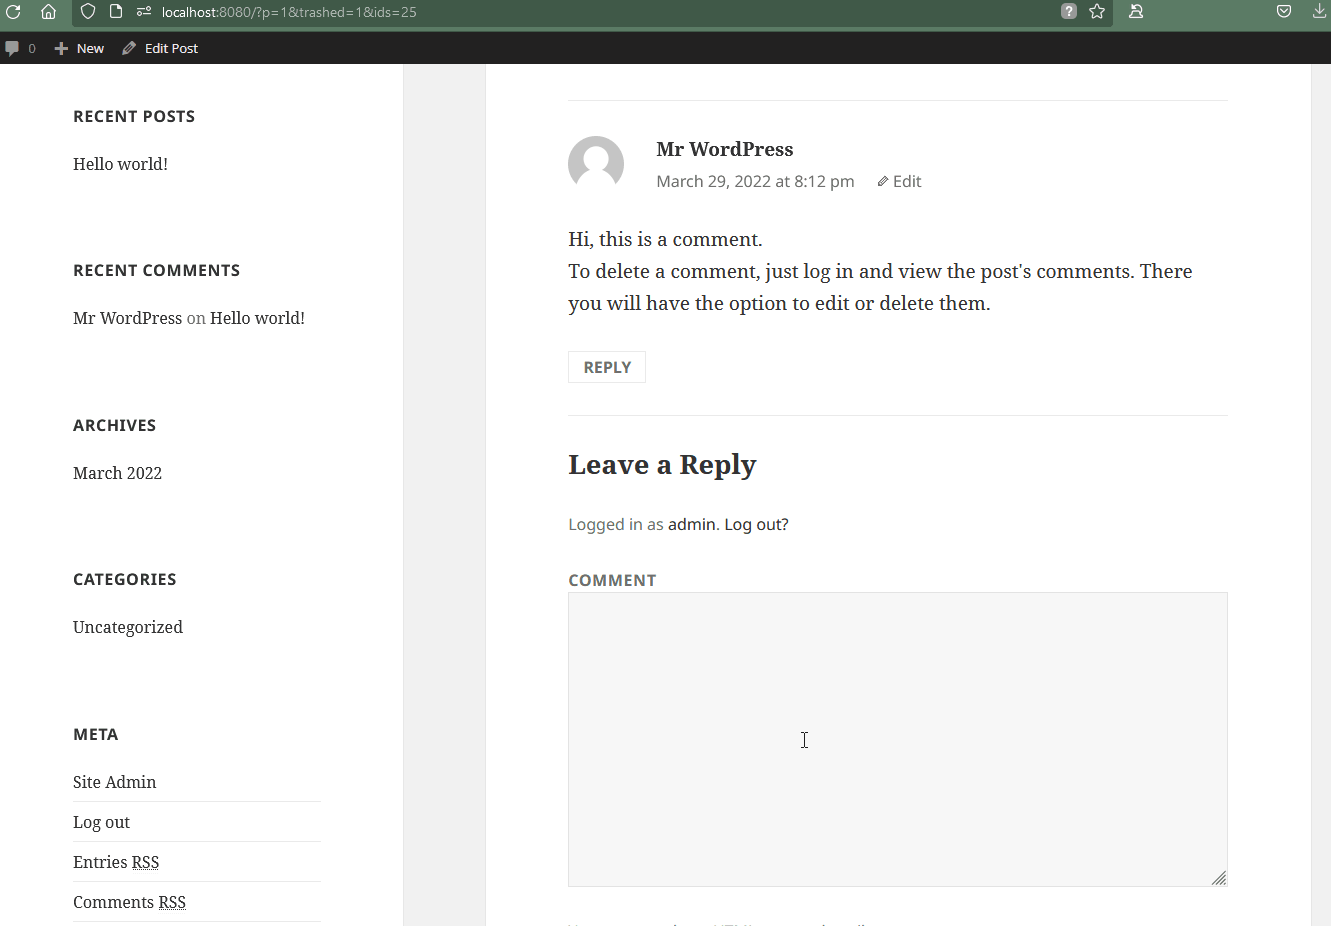 localhost:8080/?p=1&trashed=1&ids=25
0 New Edit Post
RECENT POSTS
Hello world!
RECENT COMMENTS
Mr WordPress on Hello world!
ARCHIVES
March 2022
CATEGORIES
Uncategorized
META
Site Admin
Log out
Entries RSS
Comments RSS
Mr WordPress
March 29, 2022 at 8:12 pm Edit
Hi, this is a comment.
To delete a comment, just log in and view the post's comments. There
you will have the option to edit or delete them.
REPLY
Leave a Reply
Logged in as admin. Log out?
COMMENT